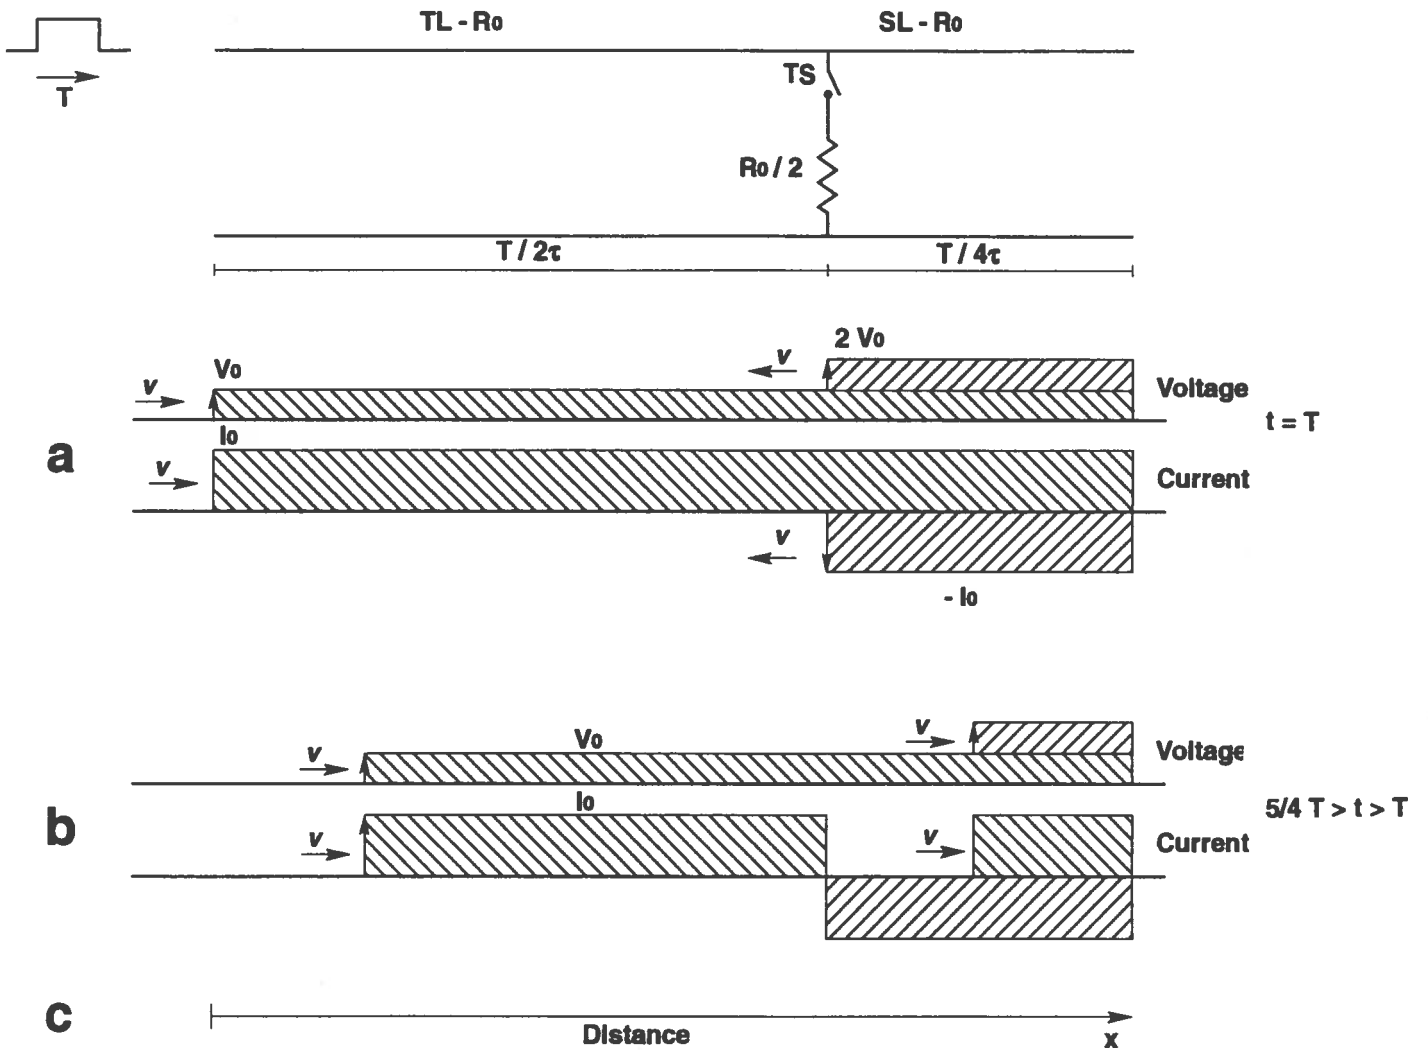 TL - R0
SL - R0
T
TS
R0 / 2
T / 2τ
T / 4τ
2 V0
v
V0
v
Voltage
t = T
a
I0
v
Current
v
- I0
v
V0
v
Voltage
b
I0
5/4 T > t > T
v
v
Current
c
Distance
x